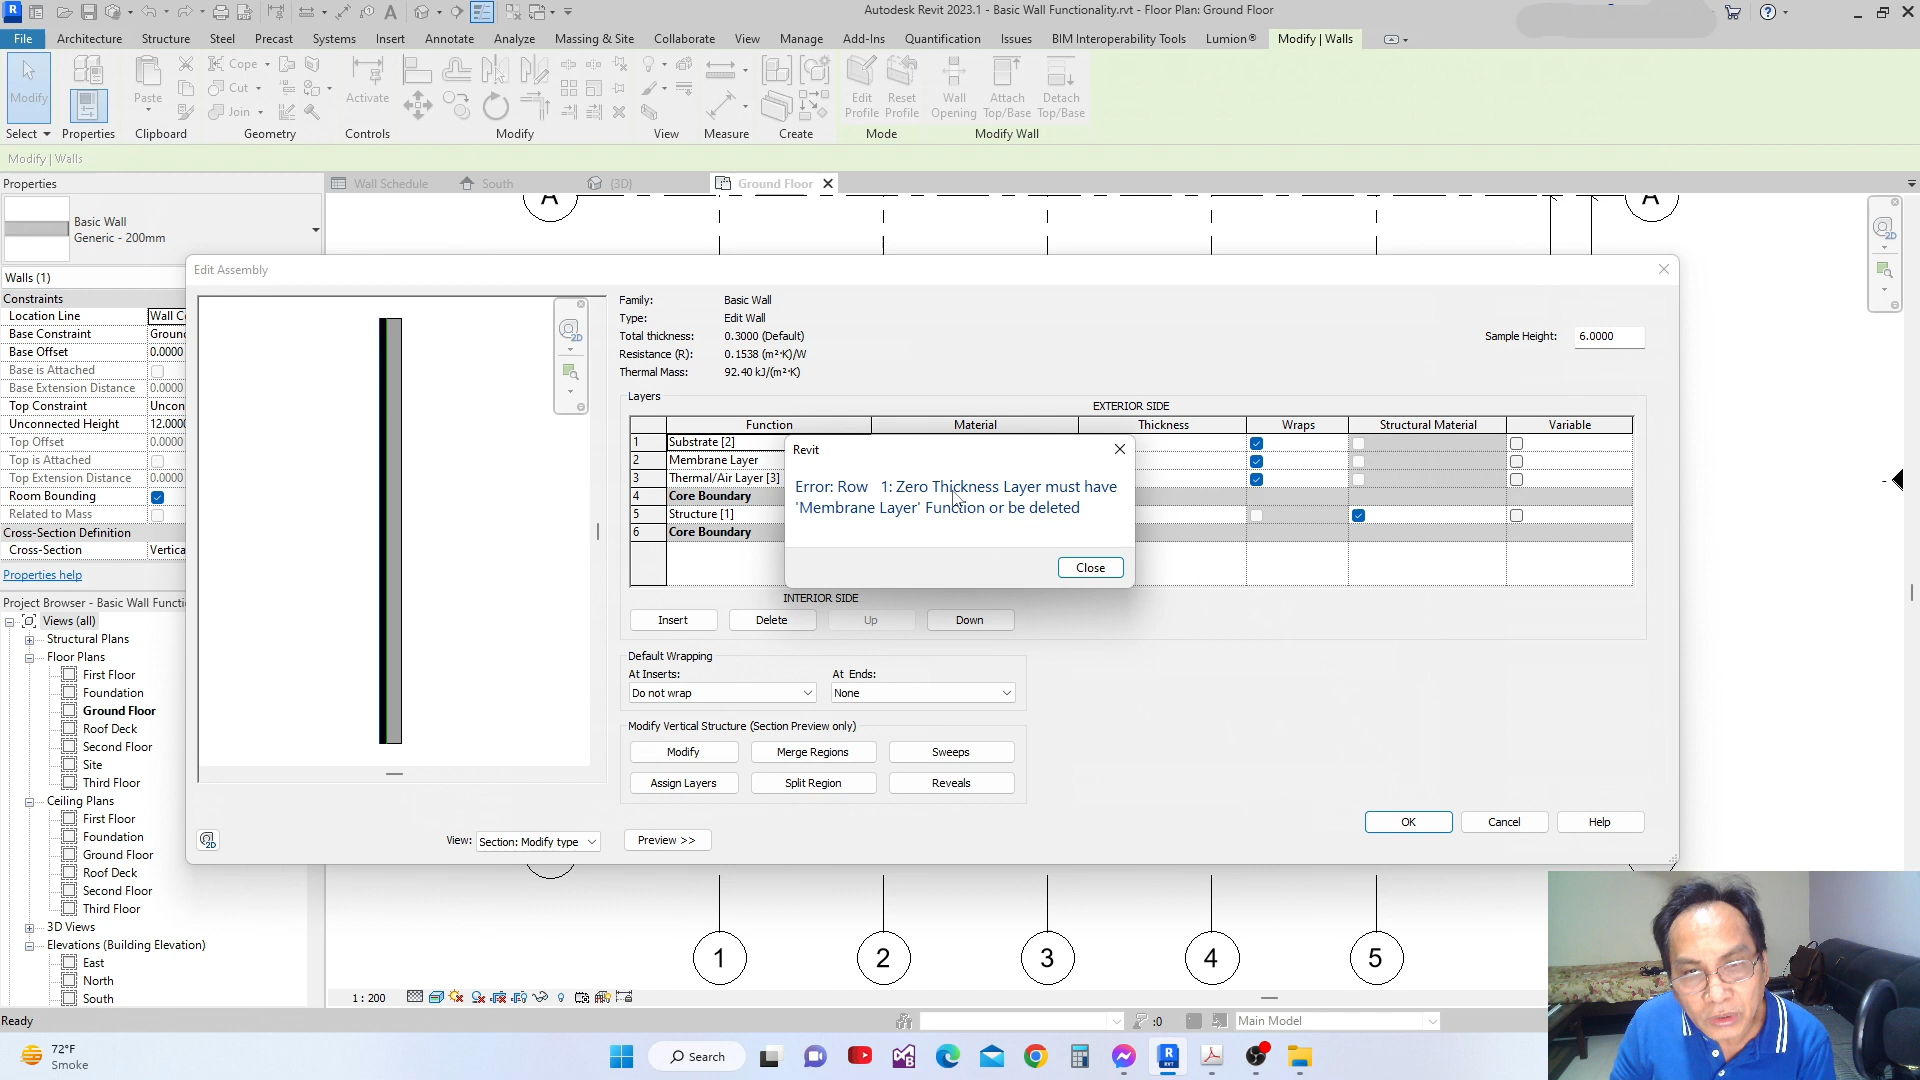 Autodesk Revit 2023.1 - Basic Wall Functionality.rvt - Floor Plan: Ground Floor
File Architecture Structure Steel Precast Systems Insert Annotate Analyze Massing & Site Collaborate View Manage Add-Ins Quantification Issues BIM Interoperability Tools Lumion® Modify | Walls
Modify Paste Cope Cut Join Activate Edit Profile Reset Profile Wall Opening Attach Top/Base Detach Top/Base
Select Properties Clipboard Geometry Controls Modify View Measure Create Mode Modify Wall
Modify | Walls
Properties
Wall Schedule South {3D} Ground Floor
A A
Basic Wall
Generic - 200mm
Walls (1)
Constraints
Location Line Wall C
Base Constraint Groun
Base Offset 0.0000
Base is Attached
Base Extension Distance 0.0000
Top Constraint Uncon
Unconnected Height 12.0000
Top Offset 0.0000
Top is Attached
Top Extension Distance 0.0000
Room Bounding
Related to Mass
Cross-Section Definition
Cross-Section Vertica
Properties help
Project Browser - Basic Wall Functi
Views (all)
Structural Plans
Floor Plans
First Floor
Foundation
Ground Floor
Roof Deck
Second Floor
Site
Third Floor
Ceiling Plans
First Floor
Foundation
Ground Floor
Roof Deck
Second Floor
Third Floor
3D Views
Elevations (Building Elevation)
East
North
South
Edit Assembly
Family: Basic Wall
Type: Edit Wall
Total thickness: 0.3000 (Default)
Resistance (R): 0.1538 (m²·K)/W
Thermal Mass: 92.40 kJ/(m²·K)
Sample Height: 6.0000
Layers
EXTERIOR SIDE
Function Material Thickness Wraps Structural Material Variable
1 Substrate [2]
2 Membrane Layer
3 Thermal/Air Layer [3]
4 Core Boundary
5 Structure [1]
6 Core Boundary
Revit
Error: Row 1: Zero Thickness Layer must have
'Membrane Layer' Function or be deleted
Close
INTERIOR SIDE
Insert Delete Up Down
Default Wrapping
At Inserts: At Ends:
Do not wrap None
Modify Vertical Structure (Section Preview only)
Modify Merge Regions Sweeps
Assign Layers Split Region Reveals
OK Cancel Help
View: Section: Modify type Preview >>
1 2 3 4 5
1 : 200
Ready :0 Main Model
72°F
Smoke
Search